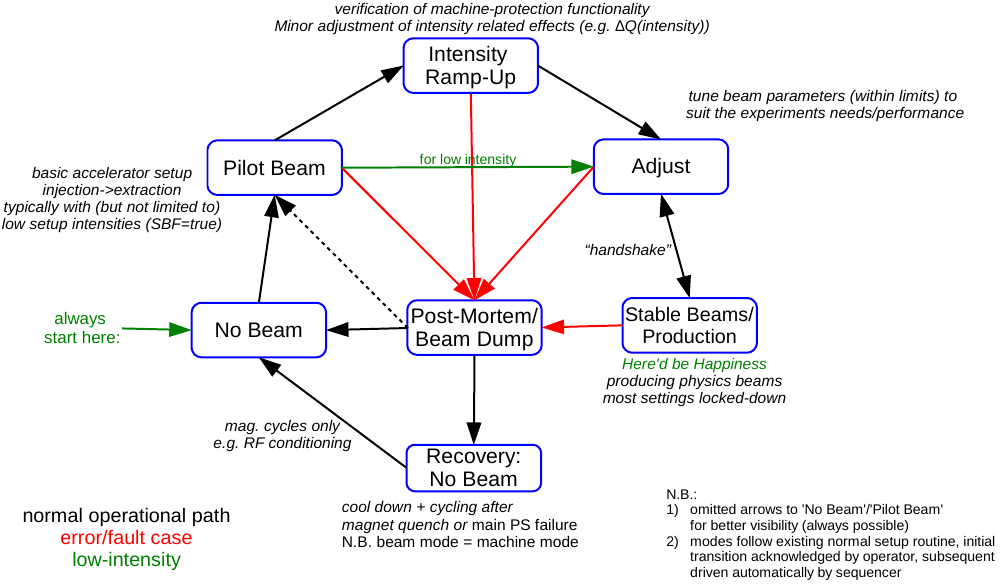 verification of machine-protection functionality
Minor adjustment of intensity related effects (e.g. ΔQ(intensity))
Intensity
Ramp-Up
tune beam parameters (within limits) to
suit the experiments needs/performance
Pilot Beam
for low intensity
Adjust
basic accelerator setup
injection->extraction
typically with (but not limited to)
low setup intensities (SBF=true)
“handshake”
always
start here:
No Beam
Post-Mortem/
Beam Dump
Stable Beams/
Production
Here'd be Happiness
producing physics beams
most settings locked-down
mag. cycles only
e.g. RF conditioning
Recovery:
No Beam
cool down + cycling after
magnet quench or main PS failure
N.B. beam mode = machine mode
normal operational path
error/fault case
low-intensity
N.B.:
1) omitted arrows to 'No Beam'/'Pilot Beam'
for better visibility (always possible)
2) modes follow existing normal setup routine, initial
transition acknowledged by operator, subsequent
driven automatically by sequencer